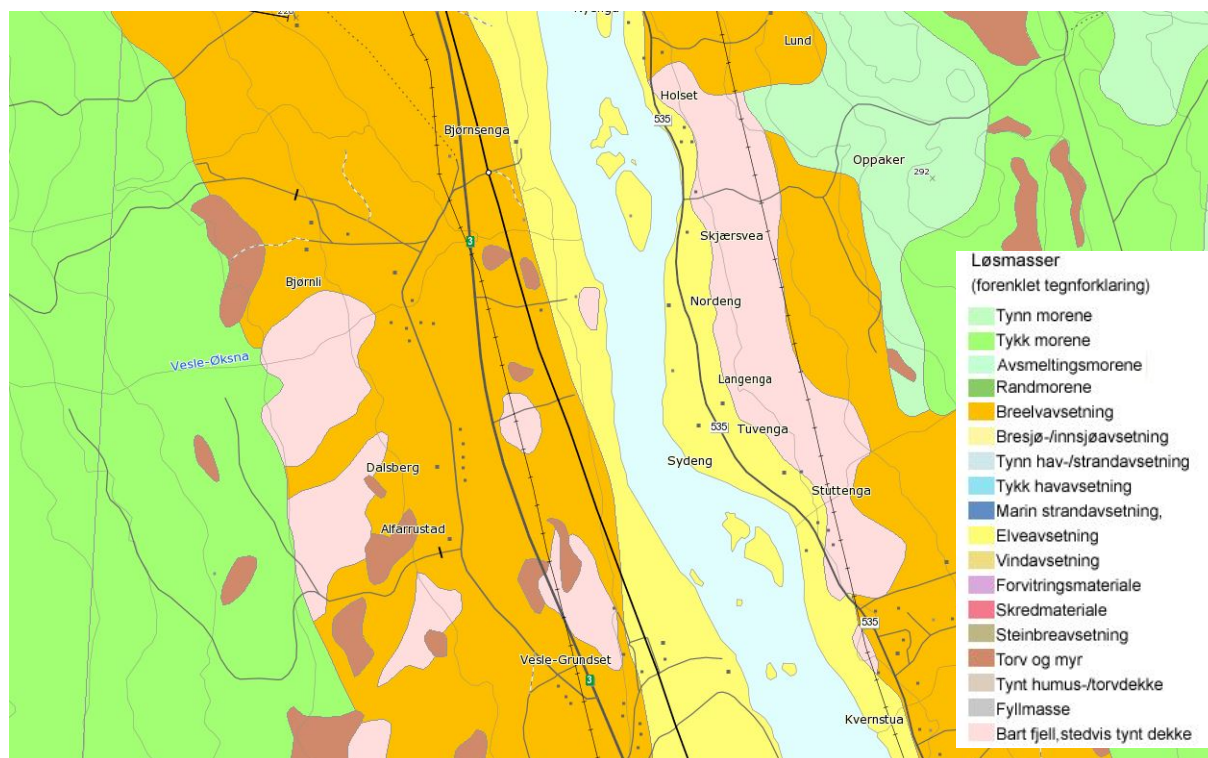 220
Nyenga
Lund
Holset
535
Bjørnsenga
Oppaker
292
Skjærsvea
3
Bjørnli
Nordeng
Vesle-Øksna
Langenga
535
Tuvenga
Sydeng
Dalsberg
Stuttenga
Alfarrustad
535
Vesle-Grundset
3
Kvernstua
Løsmasser
(forenklet tegnforklaring)
Tynn morene
Tykk morene
Avsmeltingsmorene
Randmorene
Breelvavsetning
Bresjø-/innsjøavsetning
Tynn hav-/strandavsetning
Tykk havavsetning
Marin strandavsetning,
Elveavsetning
Vindavsetning
Forvitringsmateriale
Skredmateriale
Steinbreavsetning
Torv og myr
Tynt humus-/torvdekke
Fyllmasse
Bart fjell,stedvis tynt dekke